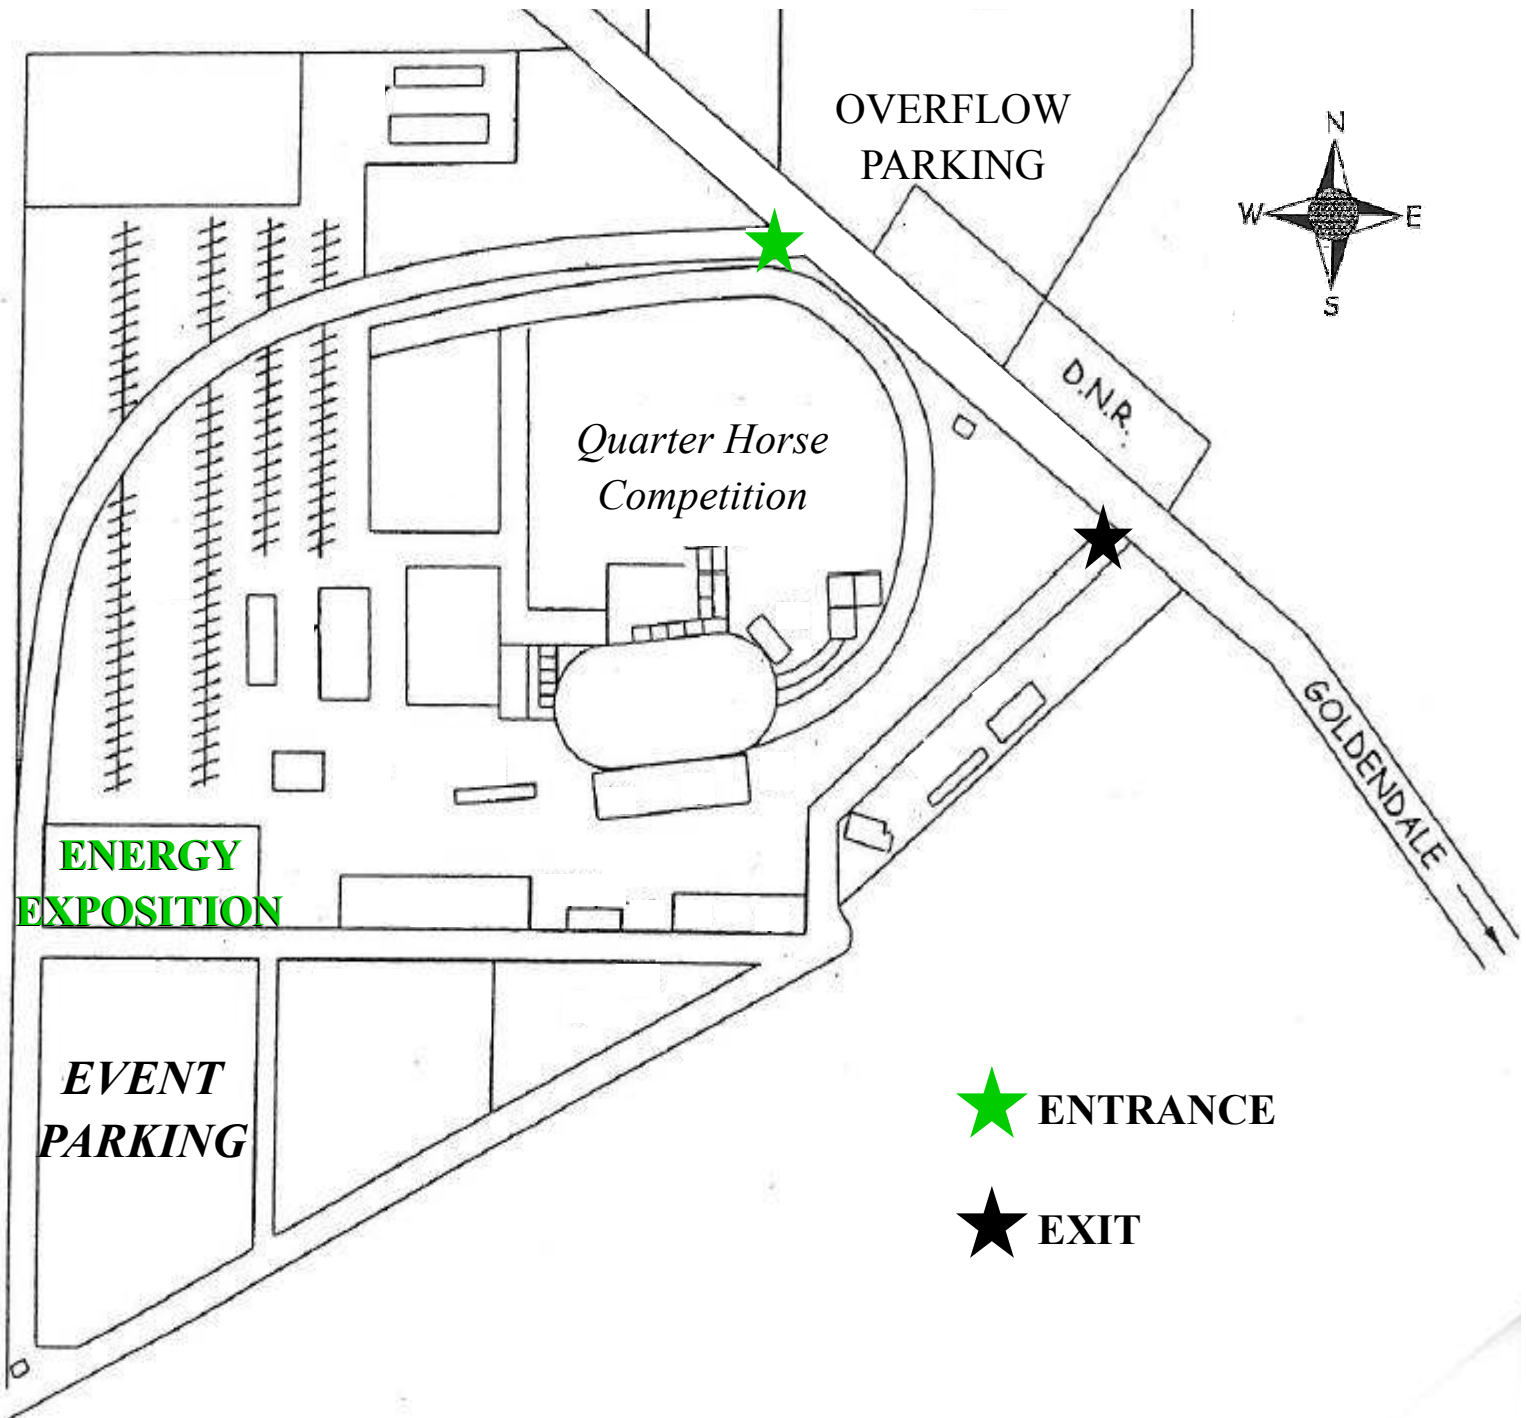 OVERFLOW
PARKING
N
W
E
S
D.N.R.
Quarter Horse
Competition
GOLDENDALE
ENERGY
EXPOSITION
EVENT
PARKING
ENTRANCE
EXIT